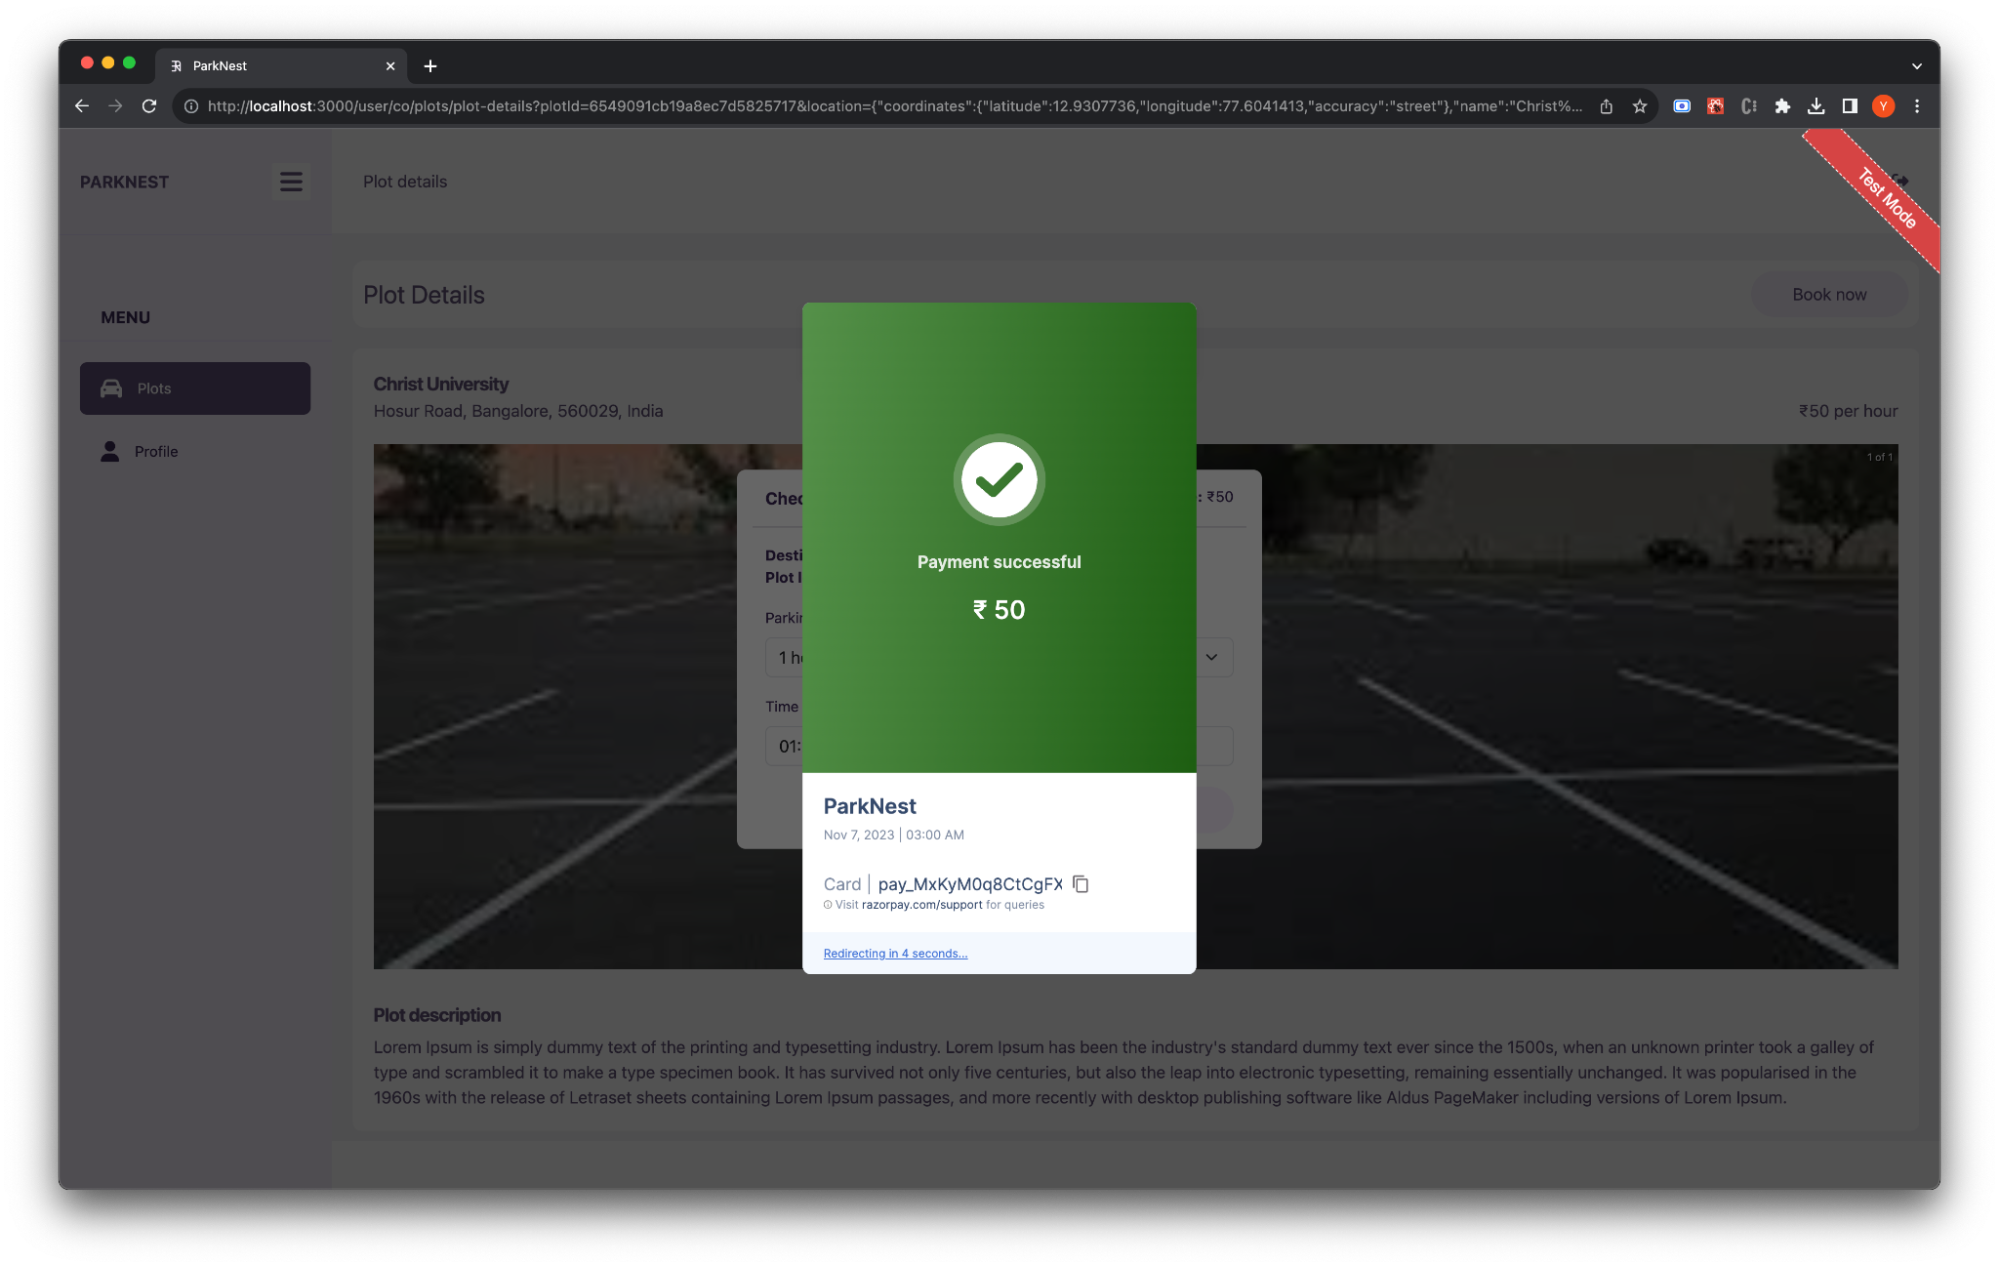 ParkNest
http://localhost:3000/user/co/plots/plot-details?plotId=6549091cb19a8ec7d5825717&location={"coordinates":{"latitude":12.9307736,"longitude":77.6041413,"accuracy":"street"},"name":"Christ%...
Y
PARKNEST
Plot details
Test Mode
MENU
Plots
Profile
Plot Details
Book now
Christ University
Hosur Road, Bangalore, 560029, India
₹50 per hour
1 of 1
Chec
: ₹50
Desti
Plot I
Parkin
1 h
Time
01:
Payment successful
₹ 50
ParkNest
Nov 7, 2023 | 03:00 AM
Card | pay_MxKyM0q8CtCgFX
Visit razorpay.com/support for queries
Redirecting in 4 seconds...
Plot description
Lorem Ipsum is simply dummy text of the printing and typesetting industry. Lorem Ipsum has been the industry's standard dummy text ever since the 1500s, when an unknown printer took a galley of
type and scrambled it to make a type specimen book. It has survived not only five centuries, but also the leap into electronic typesetting, remaining essentially unchanged. It was popularised in the
1960s with the release of Letraset sheets containing Lorem Ipsum passages, and more recently with desktop publishing software like Aldus PageMaker including versions of Lorem Ipsum.